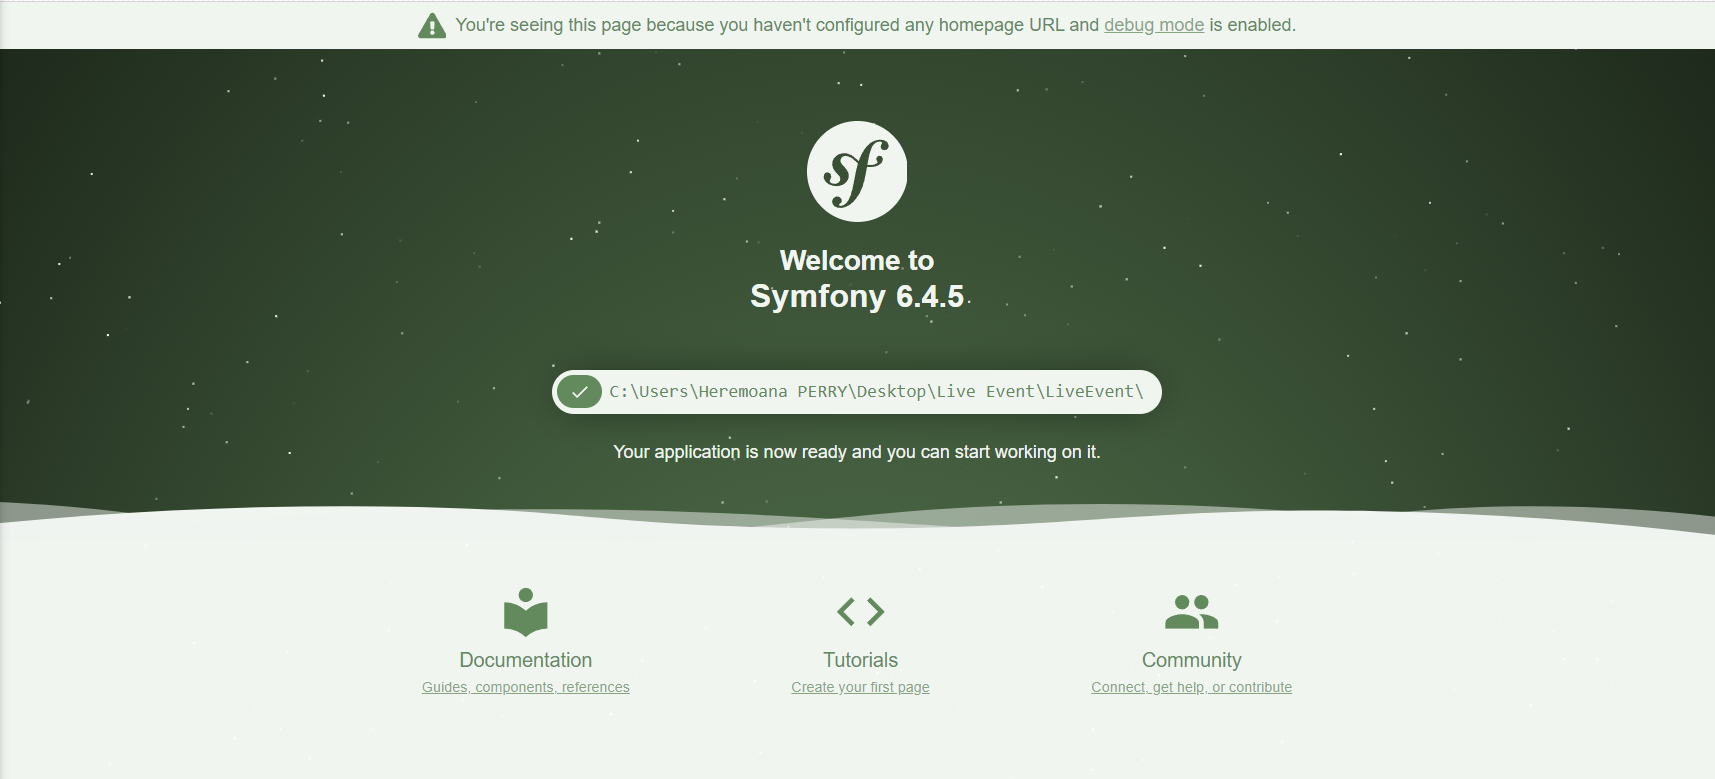 You're seeing this page because you haven't configured any homepage URL and debug mode is enabled.
sf
Welcome to
Symfony 6.4.5
C:\Users\Heremoana PERRY\Desktop\Live Event\LiveEvent\
Your application is now ready and you can start working on it.
Documentation
Guides, components, references
Tutorials
Create your first page
Community
Connect, get help, or contribute